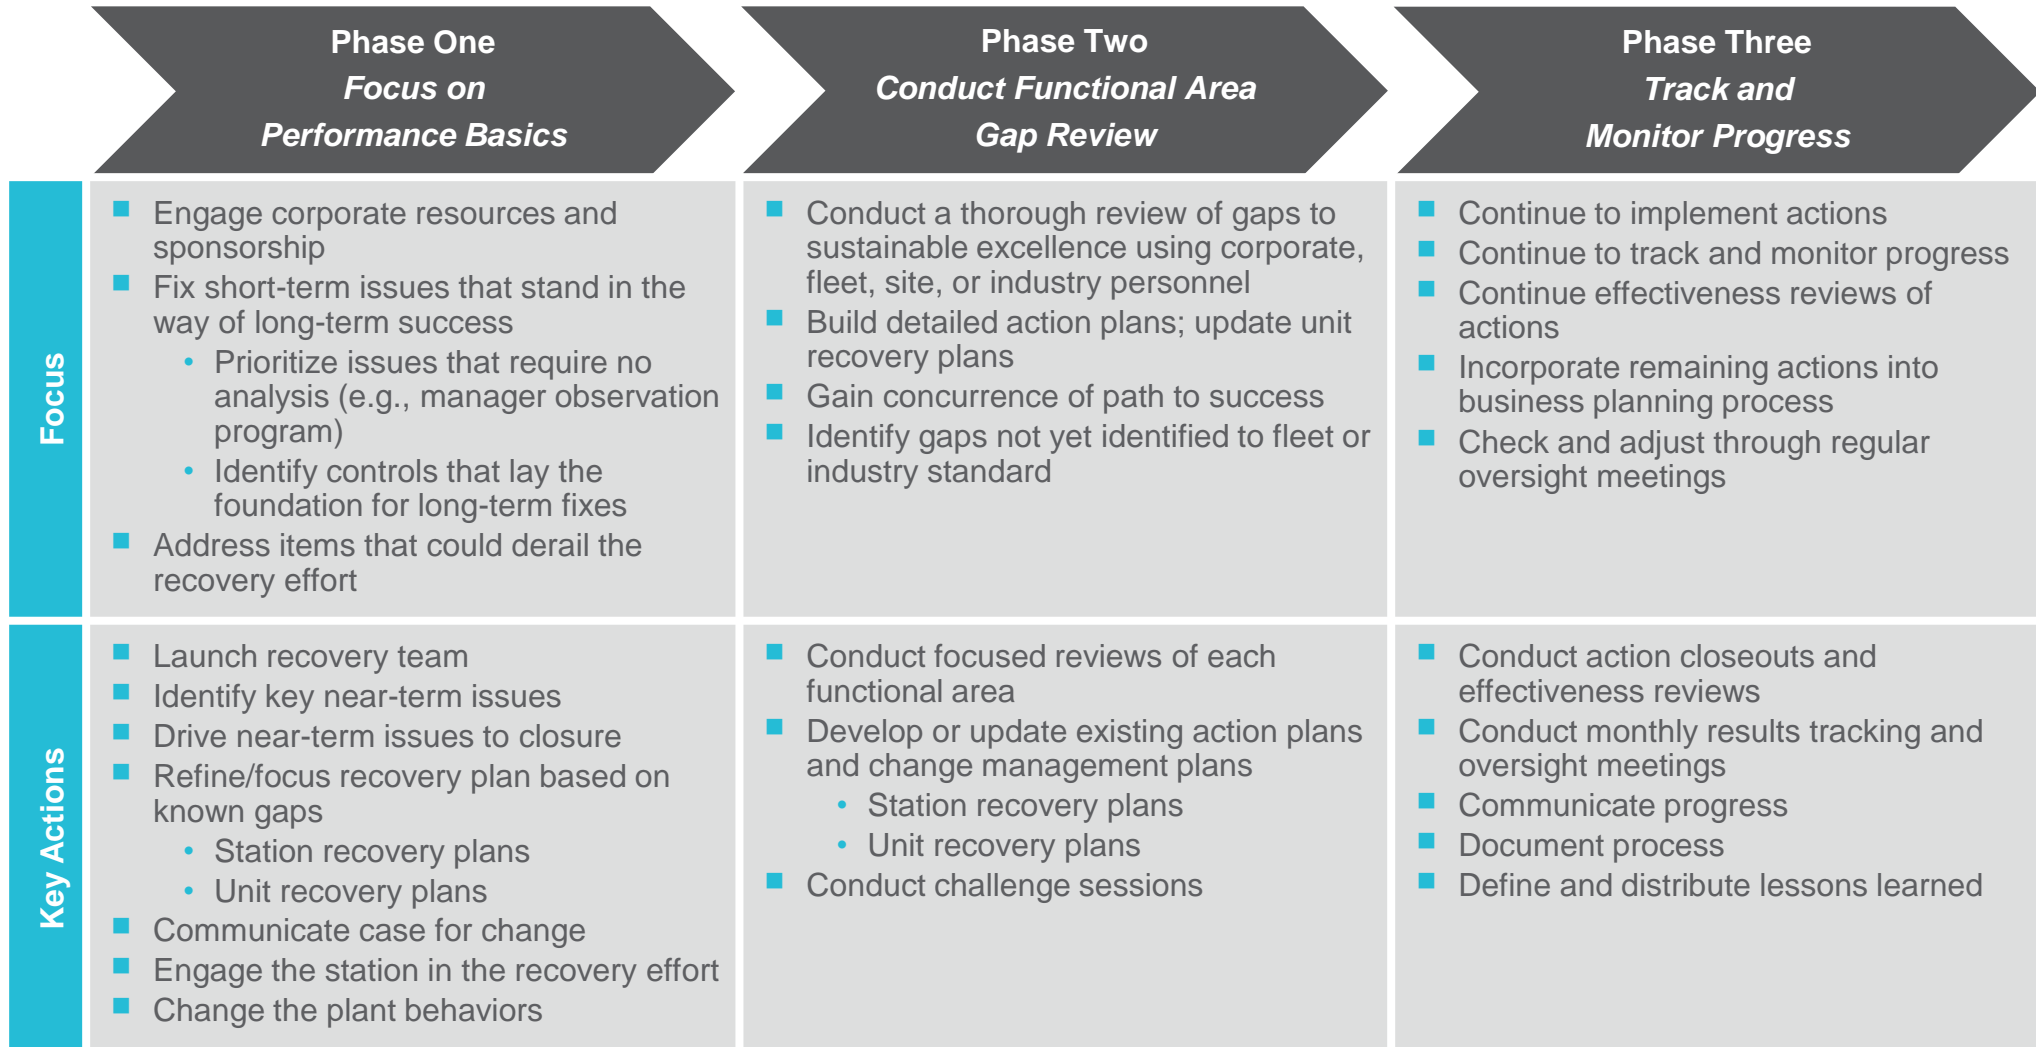 Phase One
Focus on
Performance Basics
Phase Two
Conduct Functional Area
Gap Review
Phase Three
Track and
Monitor Progress
Focus
Engage corporate resources and
sponsorship
Fix short-term issues that stand in the
way of long-term success
Prioritize issues that require no
analysis (e.g., manager observation
program)
Identify controls that lay the
foundation for long-term fixes
Address items that could derail the
recovery effort
Conduct a thorough review of gaps to
sustainable excellence using corporate,
fleet, site, or industry personnel
Build detailed action plans; update unit
recovery plans
Gain concurrence of path to success
Identify gaps not yet identified to fleet or
industry standard
Continue to implement actions
Continue to track and monitor progress
Continue effectiveness reviews of
actions
Incorporate remaining actions into
business planning process
Check and adjust through regular
oversight meetings
Key Actions
Launch recovery team
Identify key near-term issues
Drive near-term issues to closure
Refine/focus recovery plan based on
known gaps
Station recovery plans
Unit recovery plans
Communicate case for change
Engage the station in the recovery effort
Change the plant behaviors
Conduct focused reviews of each
functional area
Develop or update existing action plans
and change management plans
Station recovery plans
Unit recovery plans
Conduct challenge sessions
Conduct action closeouts and
effectiveness reviews
Conduct monthly results tracking and
oversight meetings
Communicate progress
Document process
Define and distribute lessons learned